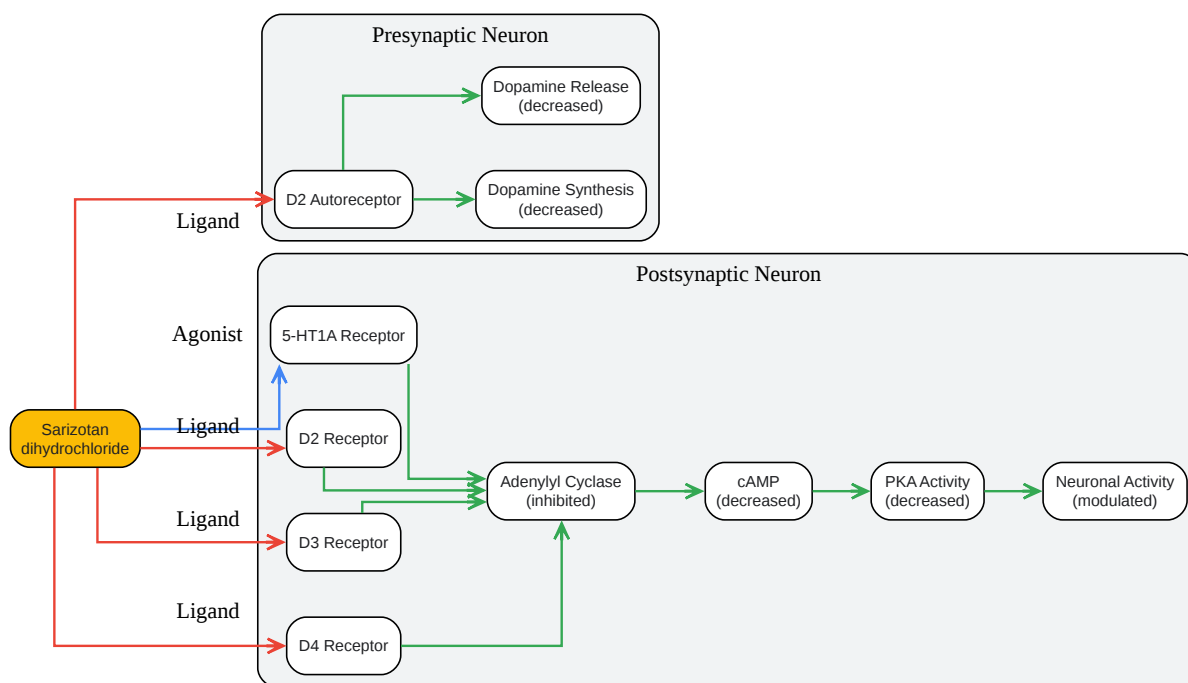 Presynaptic Neuron
Dopamine Release
(decreased)
D2 Autoreceptor
Dopamine Synthesis
(decreased)
Ligand
Postsynaptic Neuron
Agonist
5-HT1A Receptor
Sarizotan
dihydrochloride
Ligand
D2 Receptor
Adenylyl Cyclase
(inhibited)
cAMP
(decreased)
PKA Activity
(decreased)
Neuronal Activity
(modulated)
Ligand
D3 Receptor
Ligand
D4 Receptor